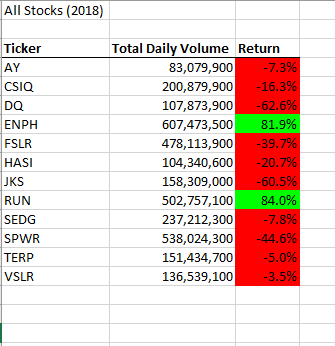 All Stocks (2018)
Ticker Total Daily Volume Return
AY 83,079,900 -7.3%
CSIQ 200,879,900 -16.3%
DQ 107,873,900 -62.6%
ENPH 607,473,500 81.9%
FSLR 478,113,900 -39.7%
HASI 104,340,600 -20.7%
JKS 158,309,000 -60.5%
RUN 502,757,100 84.0%
SEDG 237,212,300 -7.8%
SPWR 538,024,300 -44.6%
TERP 151,434,700 -5.0%
VSLR 136,539,100 -3.5%